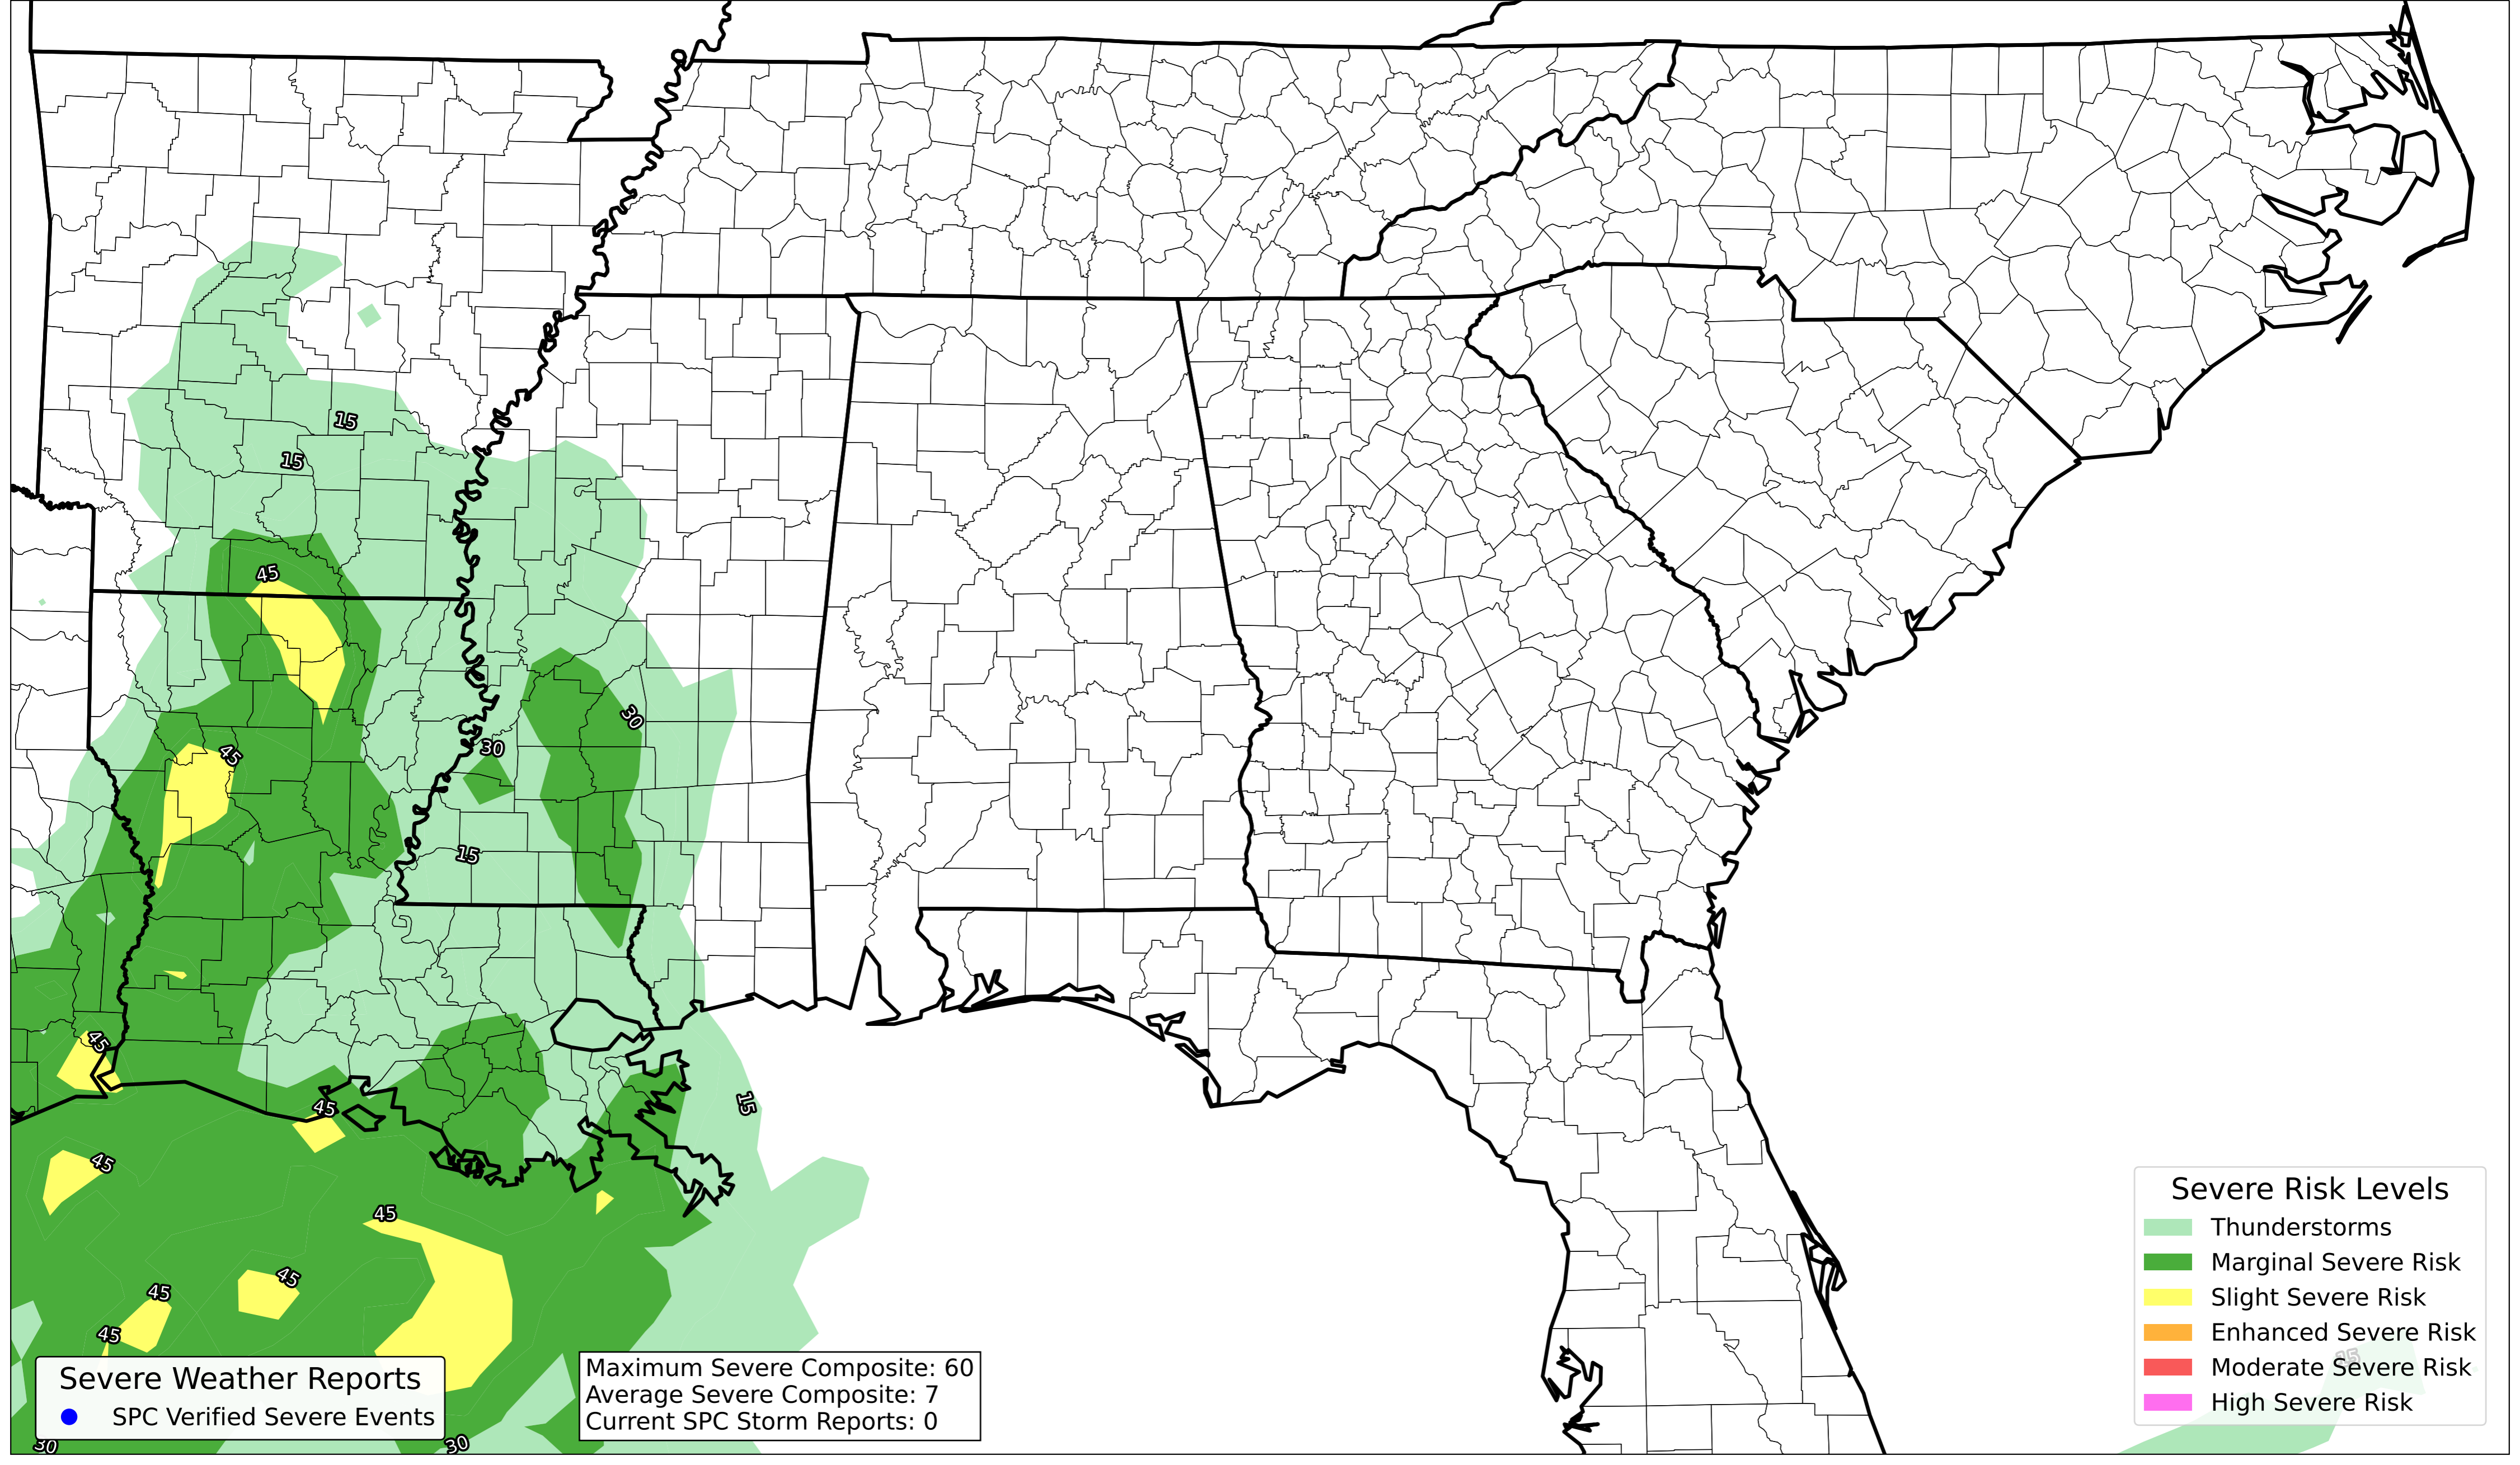 15
15
45
30
45
30
15
45
45
15
45
45
45
45
45
30
30
15
Severe Risk Levels
Thunderstorms
Marginal Severe Risk
Slight Severe Risk
Enhanced Severe Risk
Moderate Severe Risk
High Severe Risk
Severe Weather Reports
SPC Verified Severe Events
Maximum Severe Composite: 60
Average Severe Composite: 7
Current SPC Storm Reports: 0